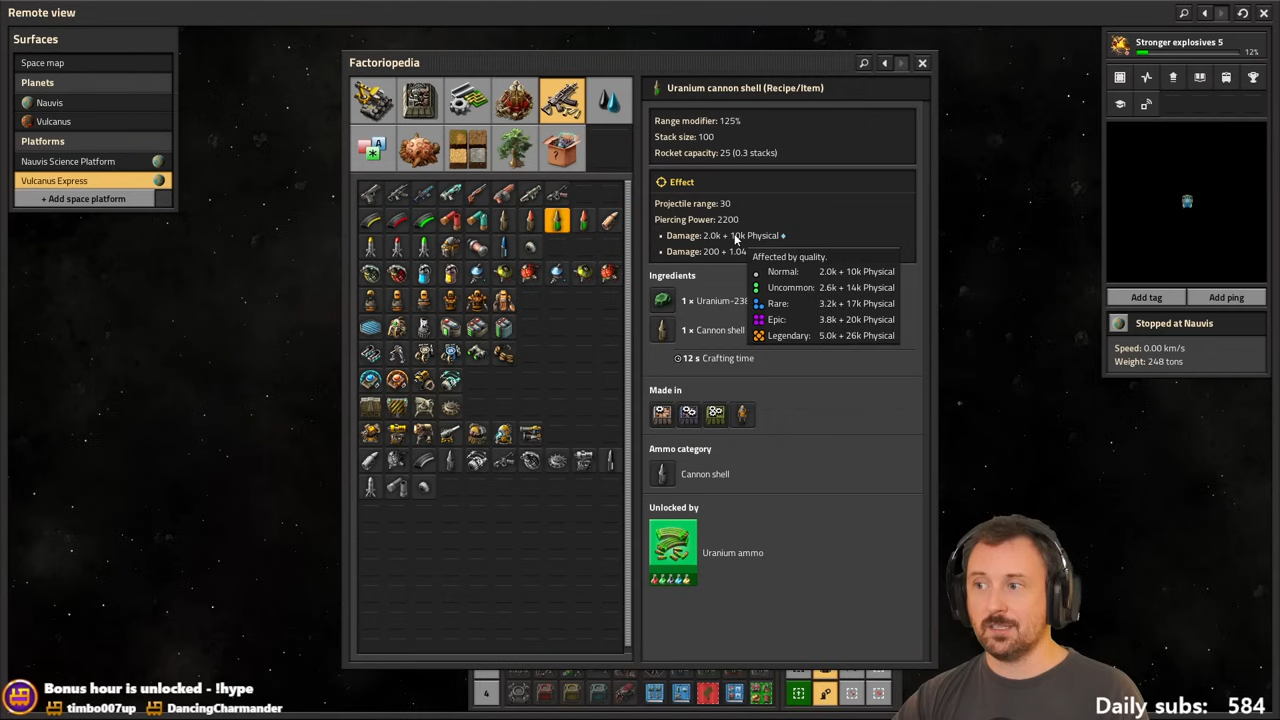 Remote view
Surfaces
Space map
Planets
Nauvis
Vulcanus
Platforms
Nauvis Science Platform
Vulcanus Express
+ Add space platform
Factoriopedia
Uranium cannon shell (Recipe/Item)
Range modifier: 125%
Stack size: 100
Rocket capacity: 25 (0.3 stacks)
Effect
Projectile range: 30
Piercing Power: 2200
• Damage: 2.0k + 10k Physical
• Damage: 200 + 1.04
Affected by quality.
Normal: 2.0k + 10k Physical
Uncommon: 2.6k + 14k Physical
Rare: 3.2k + 17k Physical
Epic: 3.8k + 20k Physical
Legendary: 5.0k + 26k Physical
Ingredients
1 × Uranium-238
1 × Cannon shell
12 s Crafting time
Made in
Ammo category
Cannon shell
Unlocked by
Uranium ammo
Stronger explosives 5
12%
Add tag
Add ping
Stopped at Nauvis
Speed: 0.00 km/s
Weight: 248 tons
4
Bonus hour is unlocked - !hype
timbo007up
DancingCharmander
Daily subs: 584